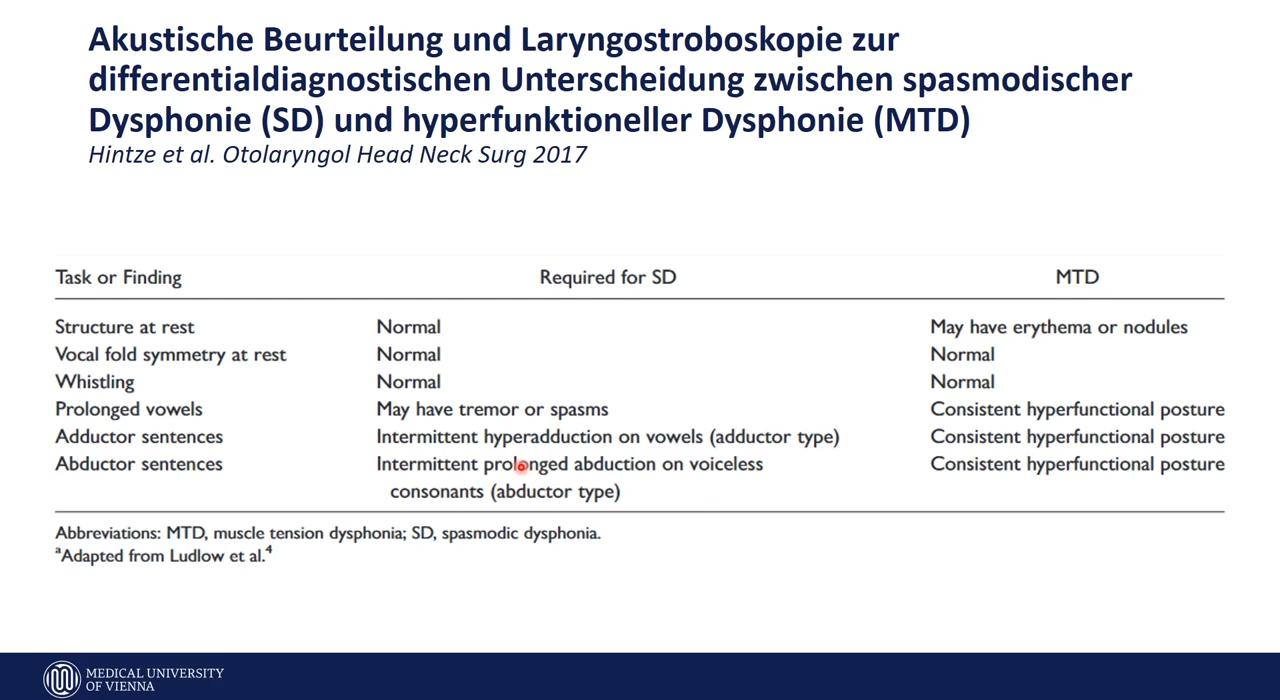 Akustische Beurteilung und Laryngostroboskopie zur
differentialdiagnostischen Unterscheidung zwischen spasmodischer
Dysphonie (SD) und hyperfunktioneller Dysphonie (MTD)
Hintze et al. Otolaryngol Head Neck Surg 2017
Task or Finding Required for SD MTD
Structure at rest Normal May have erythema or nodules
Vocal fold symmetry at rest Normal Normal
Whistling Normal Normal
Prolonged vowels May have tremor or spasms Consistent hyperfunctional posture
Adductor sentences Intermittent hyperadduction on vowels (adductor type) Consistent hyperfunctional posture
Abductor sentences Intermittent prolonged abduction on voiceless Consistent hyperfunctional posture
consonants (abductor type)
Abbreviations: MTD, muscle tension dysphonia; SD, spasmodic dysphonia.
ᵃAdapted from Ludlow et al.⁴
MEDICAL UNIVERSITY
OF VIENNA